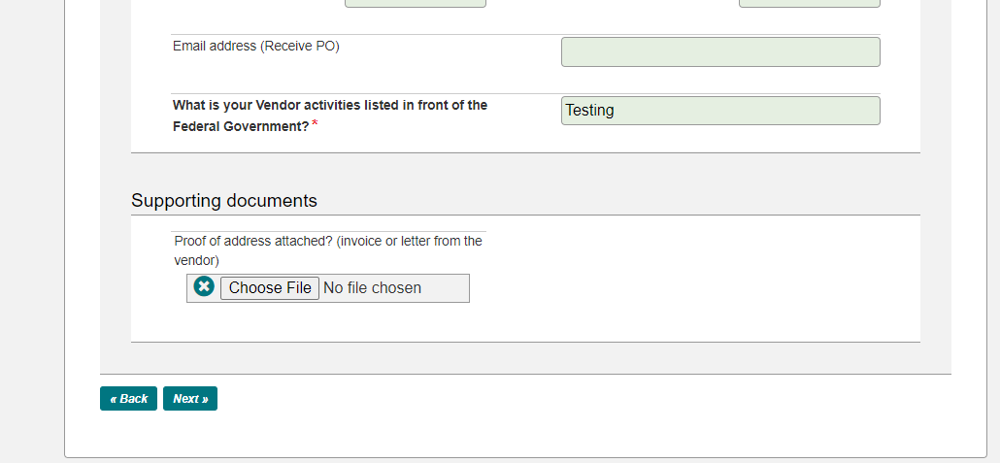 Email address (Receive PO)
What is your Vendor activities listed in front of the
Federal Government? *
Testing
Supporting documents
Proof of address attached? (invoice or letter from the
vendor)
Choose File No file chosen
« Back Next »